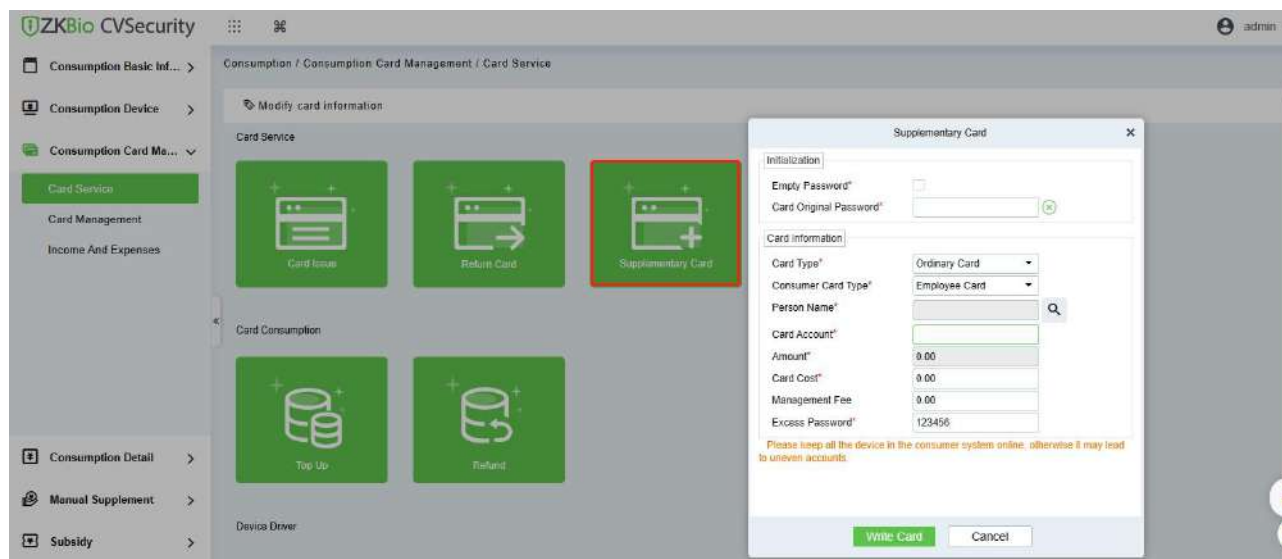 ZKBio CVSecurity
admin
Consumption Basic Inf... >
Consumption Device >
Consumption Card Ma...
Card Service
Card Management
Income And Expenses
Consumption Detail >
Manual Supplement >
Subsidy >
Consumption / Consumption Card Management / Card Service
Modify card information
Card Service
Card Issue
Return Card
Supplementary Card
Card Consumption
Top Up
Refund
Device Driver
Supplementary Card
Initialization
Empty Password*
Card Original Password*
Card Information
Card Type* Ordinary Card
Consumer Card Type* Employee Card
Person Name*
Card Account*
Amount* 0.00
Card Cost* 0.00
Management Fee 0.00
Excess Password* 123456
Please keep all the device in the consumer system online, otherwise it may lead
to uneven accounts.
Write Card Cancel